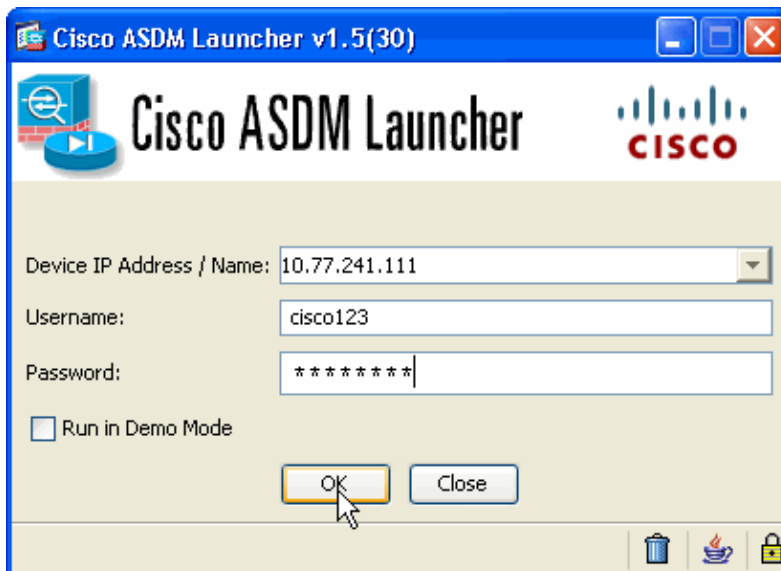 Cisco ASDM Launcher v1.5(30)
Cisco ASDM Launcher
CISCO
Device IP Address / Name: 10.77.241.111
Username: cisco123
Password: ********
Run in Demo Mode
OK Close